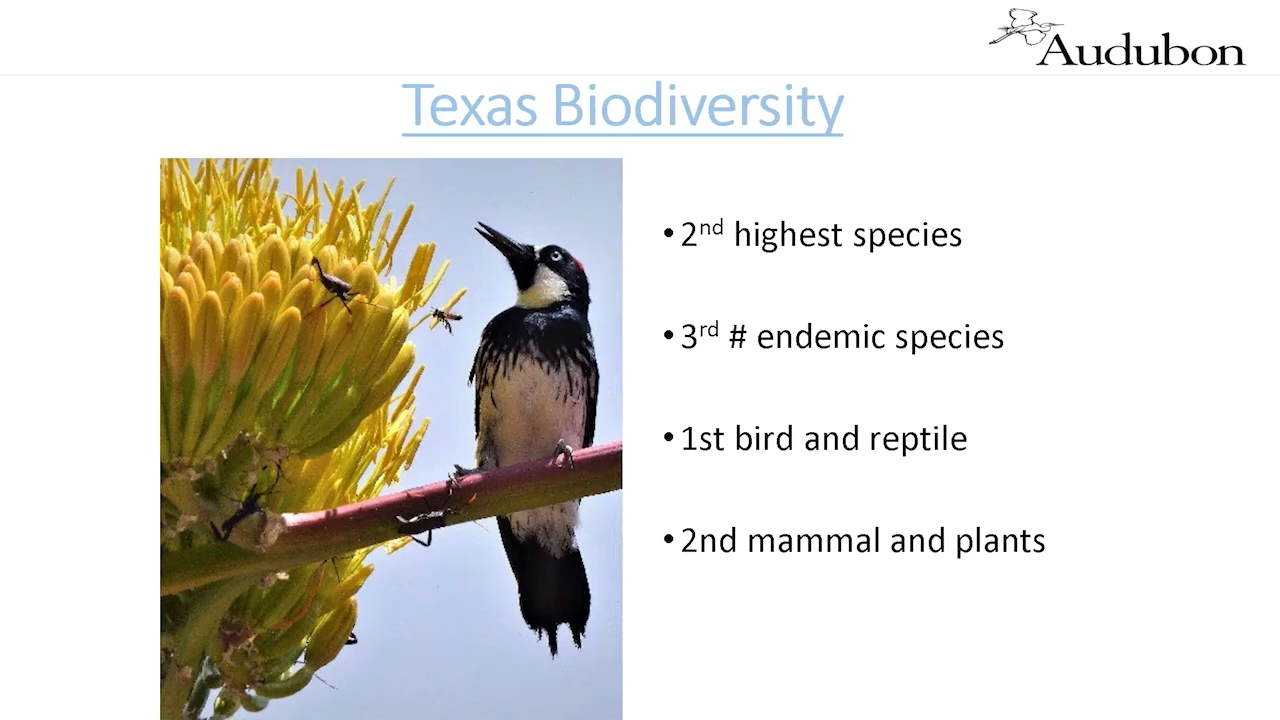 Audubon
Texas Biodiversity
•2nd highest species
•3rd # endemic species
•1st bird and reptile
•2nd mammal and plants